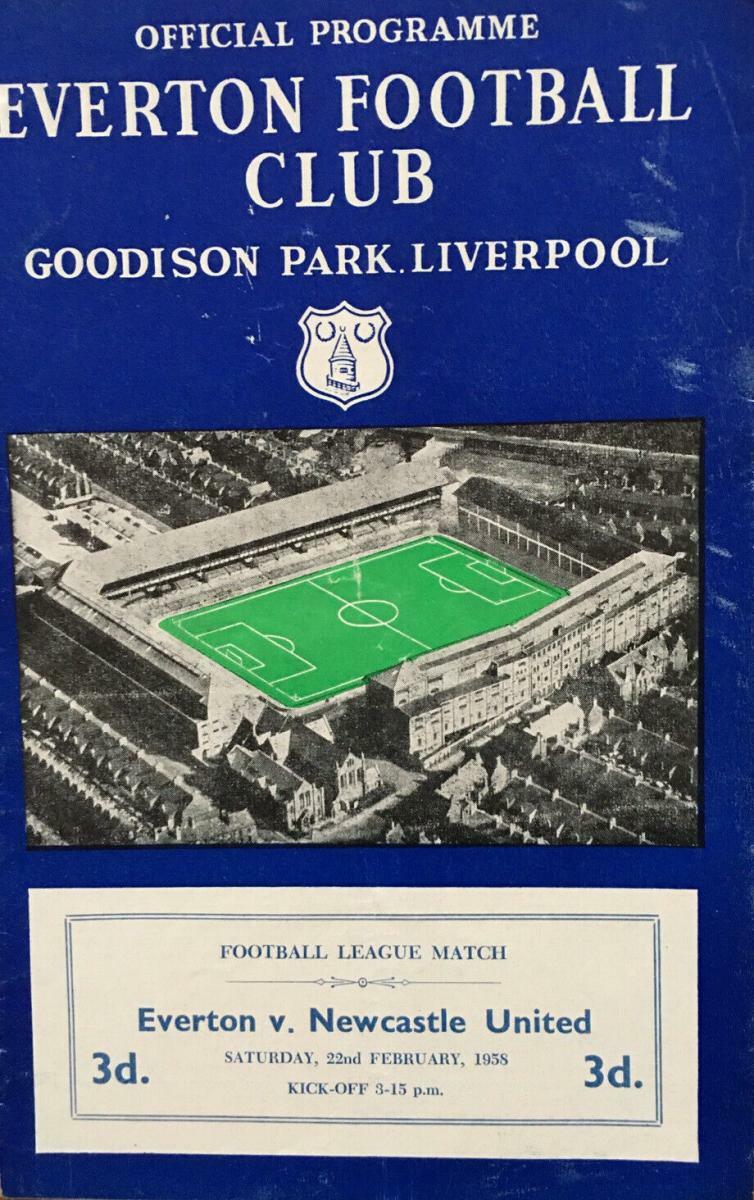 OFFICIAL PROGRAMME
EVERTON FOOTBALL
CLUB
GOODISON PARK. LIVERPOOL
FOOTBALL LEAGUE MATCH
Everton v. Newcastle United
3d. SATURDAY, 22nd FEBRUARY, 1958 3d.
KICK-OFF 3-15 p.m.